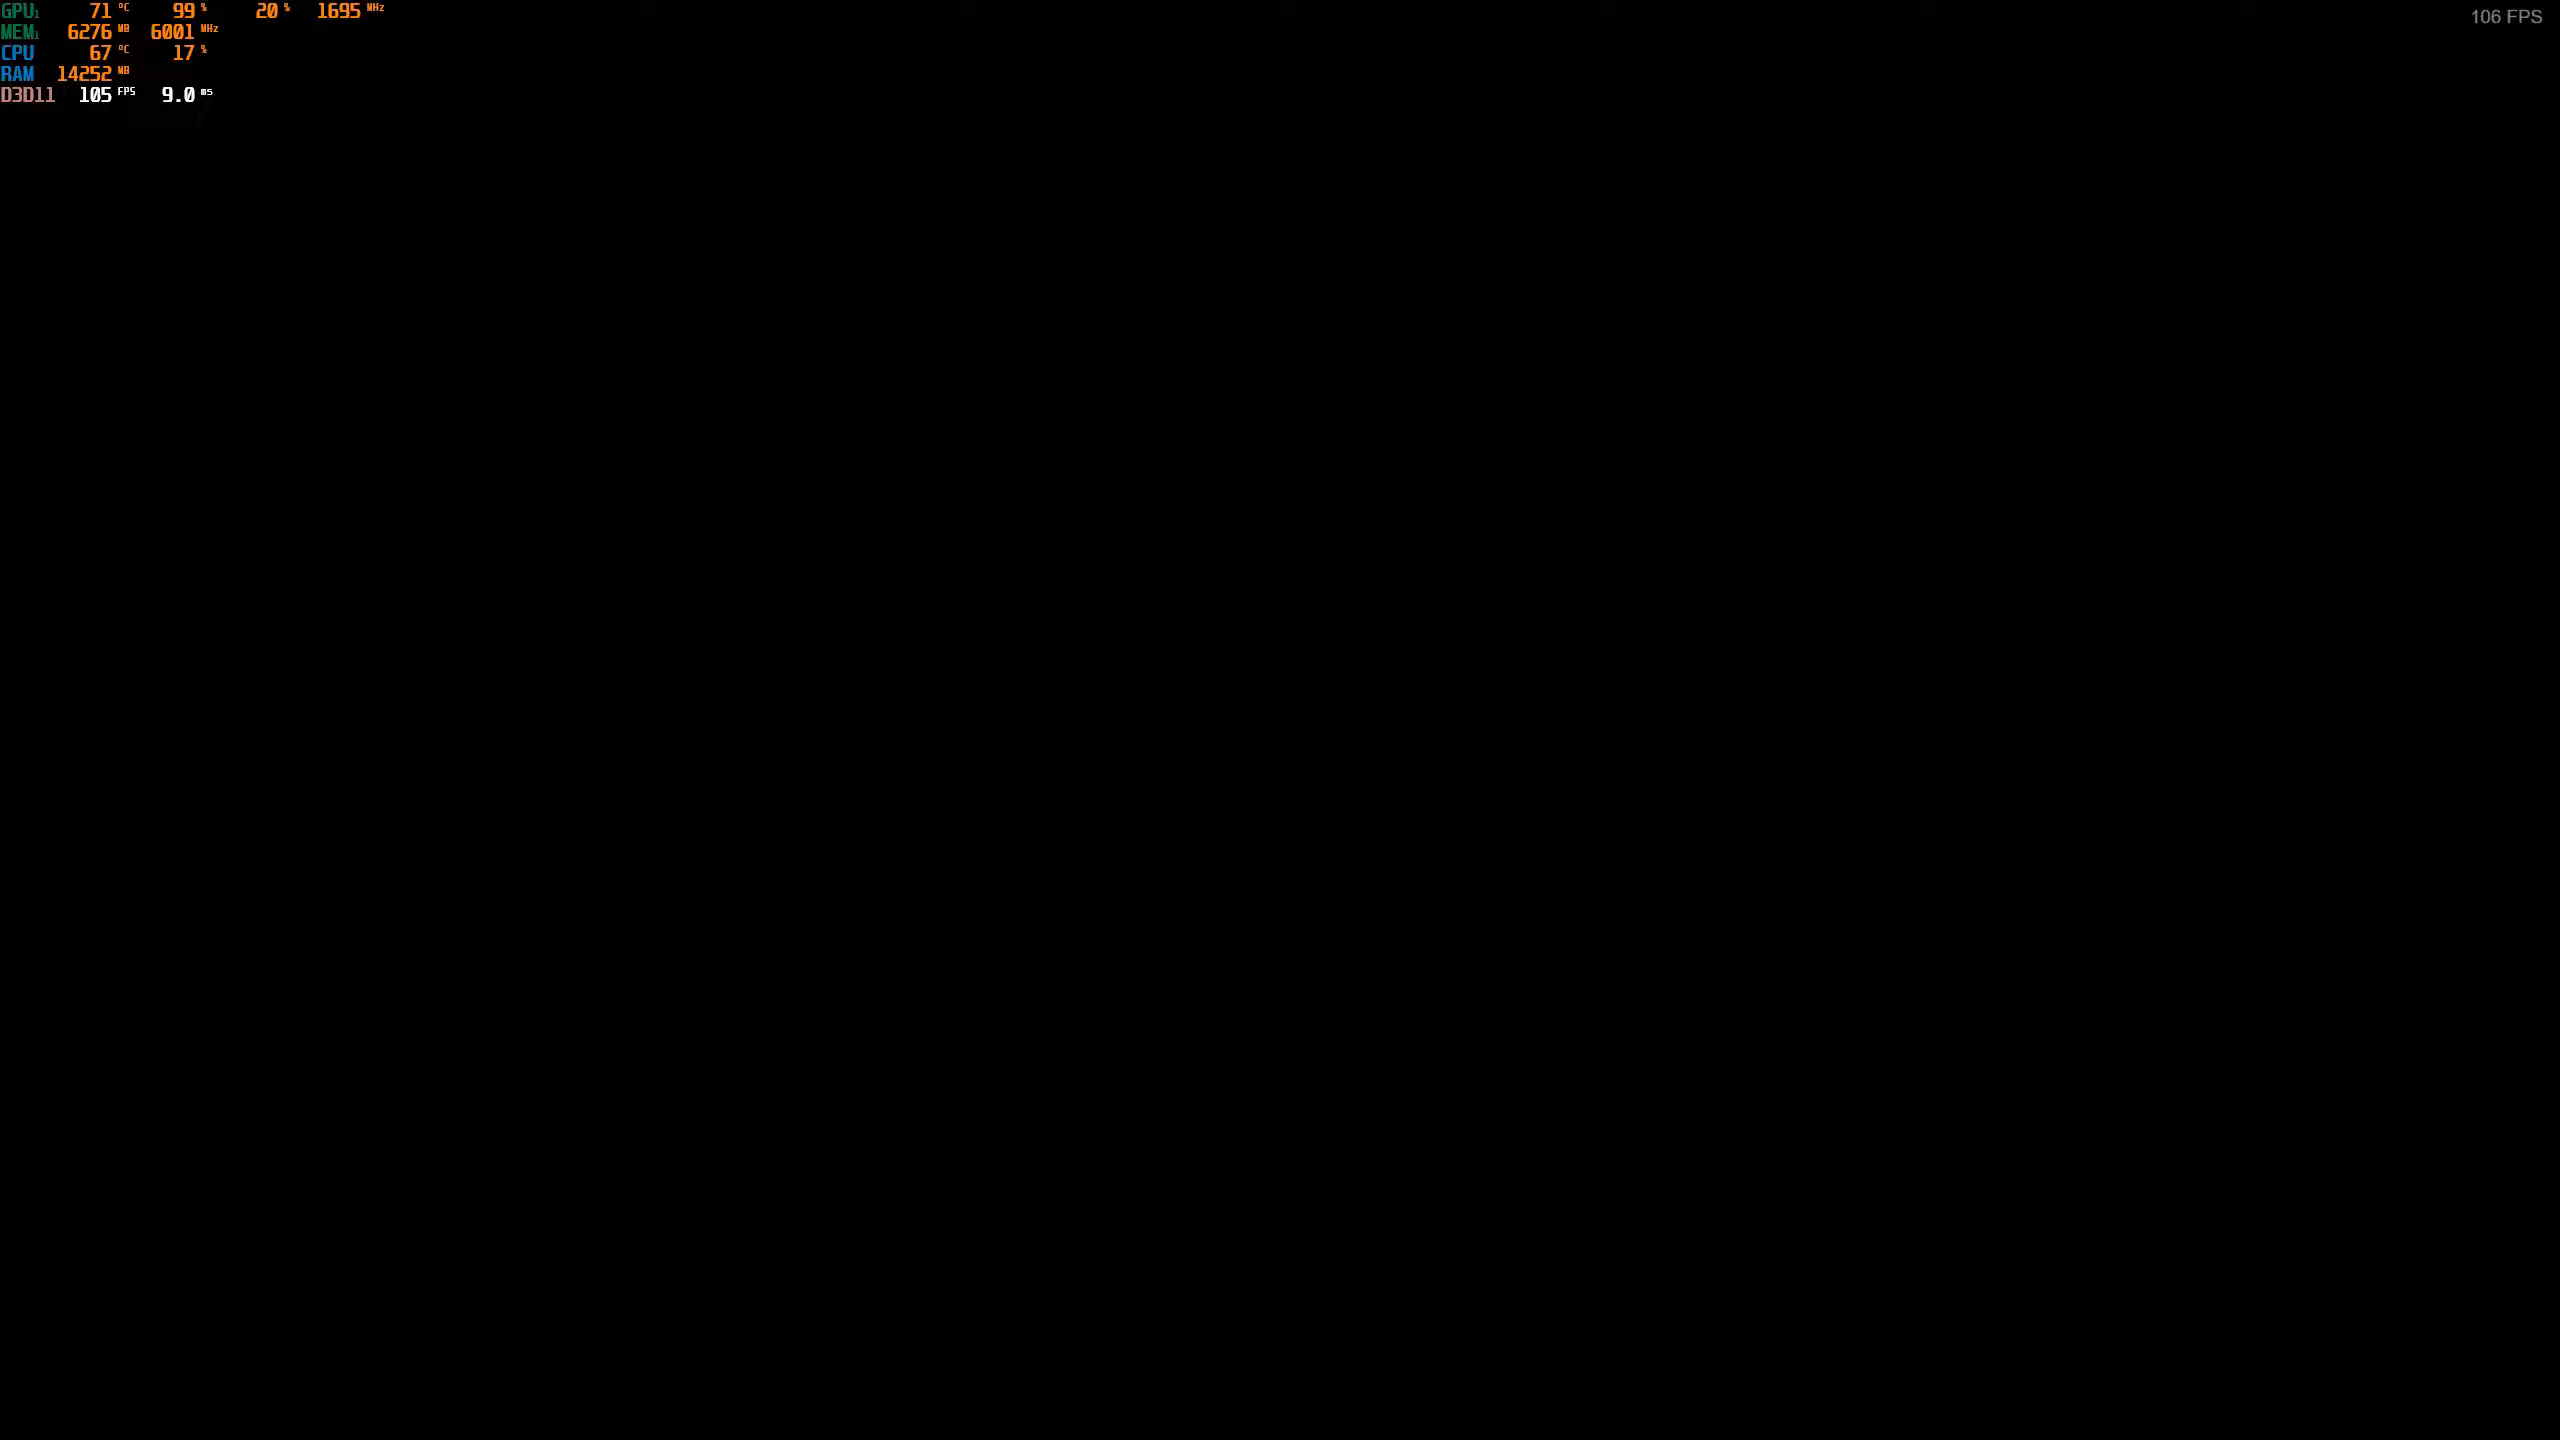 GPU1 71 °C 99 % 20 % 1695 MHz
106 FPS
MEM1 6276 MB 6001 MHz
CPU 67 °C 17 %
RAM 14252 MB
D3D11 105 FPS 9.0 ms